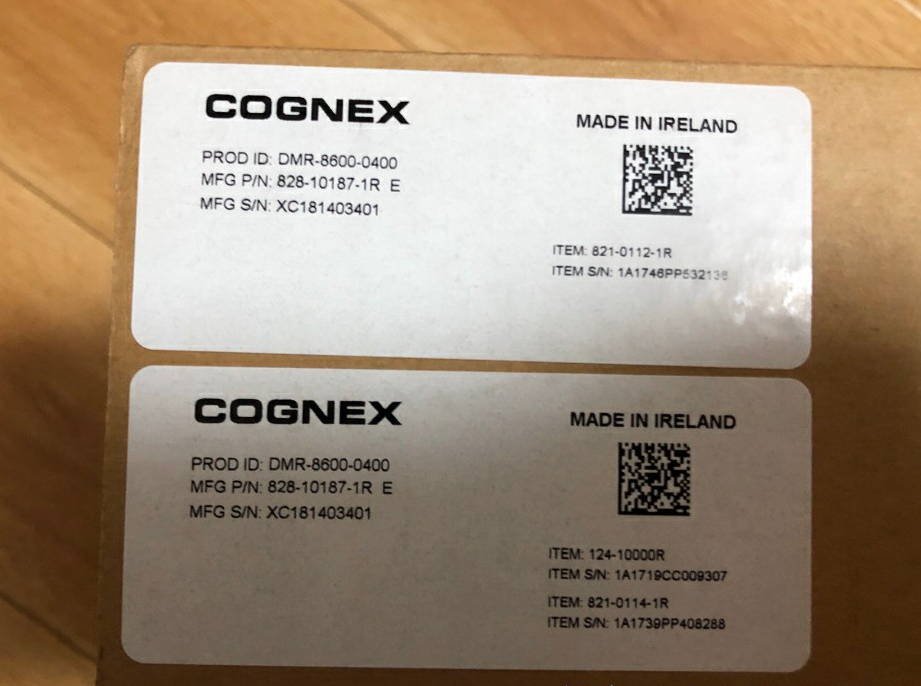 COGNEX
MADE IN IRELAND
PROD ID: DMR-8600-0400
MFG P/N: 828-10187-1R E
MFG S/N: XC181403401
ITEM: 821-0112-1R
ITEM S/N: 1A1746PP532136
COGNEX
MADE IN IRELAND
PROD ID: DMR-8600-0400
MFG P/N: 828-10187-1R E
MFG S/N: XC181403401
ITEM: 124-10000R
ITEM S/N: 1A1719CC009307
ITEM: 821-0114-1R
ITEM S/N: 1A1739PP408288